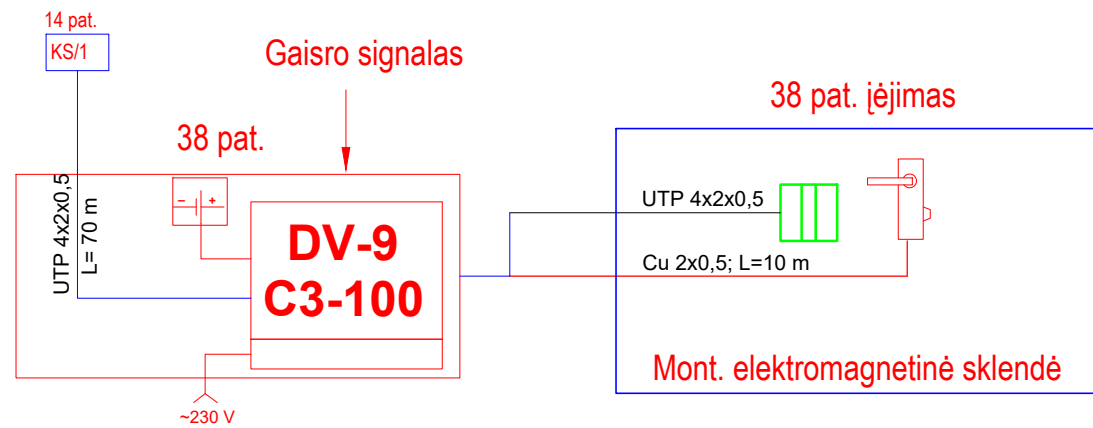 14 pat.
KS/1
Gaisro signalas
38 pat.
UTP 4x2x0,5
L= 70 m
- +
DV-9
C3-100
~230 V
38 pat. įėjimas
UTP 4x2x0,5
Cu 2x0,5; L=10 m
Mont. elektromagnetinė sklendė